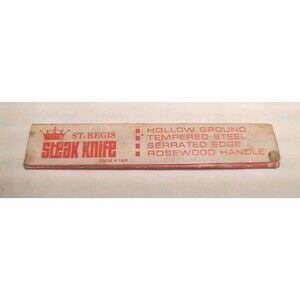 ST. REGIS
STEAK KNIFE
HOLLOW GROUND
TEMPERED STEEL
SERRATED EDGE
ROSEWOOD HANDLE